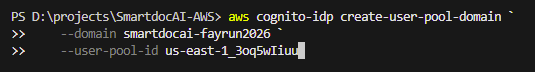 PS D:\projects\SmartdocAI-AWS> aws cognito-idp create-user-pool-domain `
>>     --domain smartdocai-fayrun2026 `
>>     --user-pool-id us-east-1_3oq5wIiuu